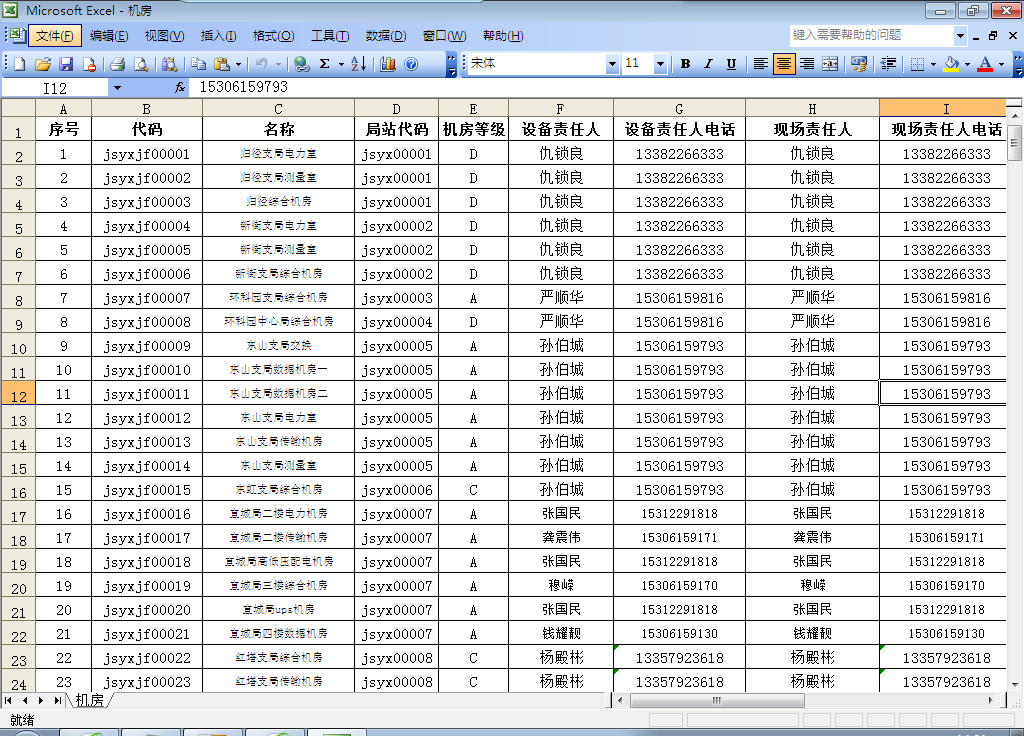 Microsoft Excel - 机房
文件(F) 编辑(E) 视图(V) 插入(I) 格式(O) 工具(T) 数据(D) 窗口(W) 帮助(H) 键入需要帮助的问题
宋体 11 B I U
I12 fx 15306159793
A B C D E F G H I
1 序号 代码 名称 局站代码 机房等级 设备责任人 设备责任人电话 现场责任人 现场责任人电话
2 1 jsyxjf00001 归径支局电力室 jsyx00001 D 仇锁良 13382266333 仇锁良 13382266333
3 2 jsyxjf00002 归径支局测量室 jsyx00001 D 仇锁良 13382266333 仇锁良 13382266333
4 3 jsyxjf00003 归径综合机房 jsyx00001 D 仇锁良 13382266333 仇锁良 13382266333
5 4 jsyxjf00004 新街支局电力室 jsyx00002 D 仇锁良 13382266333 仇锁良 13382266333
6 5 jsyxjf00005 新街支局测量室 jsyx00002 D 仇锁良 13382266333 仇锁良 13382266333
7 6 jsyxjf00006 新街支局综合机房 jsyx00002 D 仇锁良 13382266333 仇锁良 13382266333
8 7 jsyxjf00007 环科园支局综合机房 jsyx00003 A 严顺华 15306159816 严顺华 15306159816
9 8 jsyxjf00008 环科园中心局综合机房 jsyx00004 D 严顺华 15306159816 严顺华 15306159816
10 9 jsyxjf00009 东山支局交换 jsyx00005 A 孙伯城 15306159793 孙伯城 15306159793
11 10 jsyxjf00010 东山支局数据机房一 jsyx00005 A 孙伯城 15306159793 孙伯城 15306159793
12 11 jsyxjf00011 东山支局数据机房二 jsyx00005 A 孙伯城 15306159793 孙伯城 15306159793
13 12 jsyxjf00012 东山支局电力室 jsyx00005 A 孙伯城 15306159793 孙伯城 15306159793
14 13 jsyxjf00013 东山支局传输机房 jsyx00005 A 孙伯城 15306159793 孙伯城 15306159793
15 14 jsyxjf00014 东山支局测量室 jsyx00005 A 孙伯城 15306159793 孙伯城 15306159793
16 15 jsyxjf00015 东虹支局综合机房 jsyx00006 C 孙伯城 15306159793 孙伯城 15306159793
17 16 jsyxjf00016 宜城局二楼电力机房 jsyx00007 A 张国民 15312291818 张国民 15312291818
18 17 jsyxjf00017 宜城局二楼传输机房 jsyx00007 A 龚震伟 15306159171 龚震伟 15306159171
19 18 jsyxjf00018 宜城局高低压配电机房 jsyx00007 A 张国民 15312291818 张国民 15312291818
20 19 jsyxjf00019 宜城局三楼综合机房 jsyx00007 A 穆嵘 15306159170 穆嵘 15306159170
21 20 jsyxjf00020 宜城局ups机房 jsyx00007 A 张国民 15312291818 张国民 15312291818
22 21 jsyxjf00021 宜城局四楼数据机房 jsyx00007 A 钱耀靓 15306159130 钱耀靓 15306159130
23 22 jsyxjf00022 红塔支局综合机房 jsyx00008 C 杨殿彬 13357923618 杨殿彬 13357923618
24 23 jsyxjf00023 红塔支局传输机房 jsyx00008 C 杨殿彬 13357923618 杨殿彬 13357923618
机房
就绪